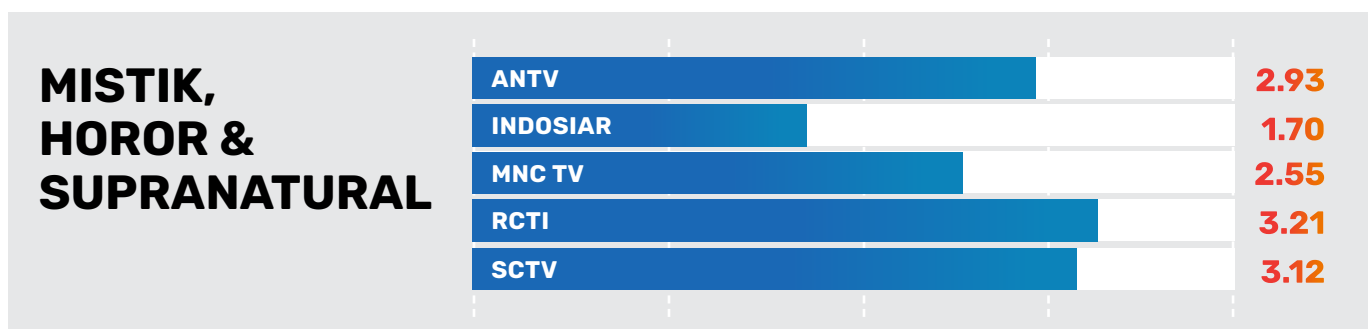 MISTIK,
HOROR &
SUPRANATURAL
ANTV 2.93
INDOSIAR 1.70
MNC TV 2.55
RCTI 3.21
SCTV 3.12